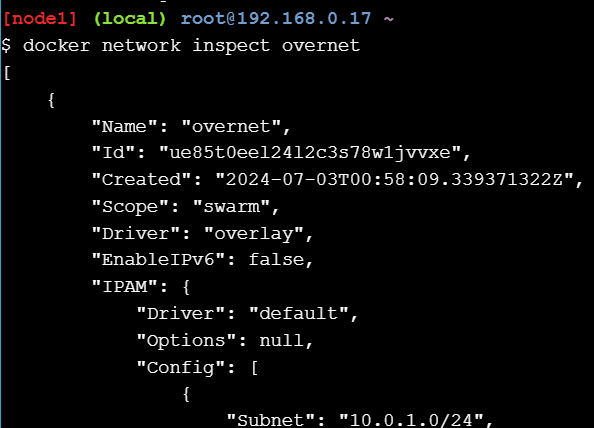 [node1] (local) root@192.168.0.17 ~
$ docker network inspect overnet
[
    {
        "Name": "overnet",
        "Id": "ue85t0eel24l2c3s78w1jvvxe",
        "Created": "2024-07-03T00:58:09.339371322Z",
        "Scope": "swarm",
        "Driver": "overlay",
        "EnableIPv6": false,
        "IPAM": {
            "Driver": "default",
            "Options": null,
            "Config": [
                {
                    "Subnet": "10.0.1.0/24",